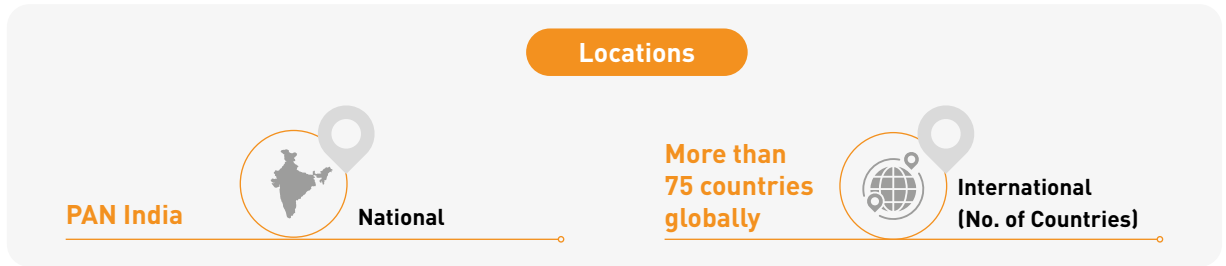 Locations
PAN India
National
More than
75 countries
globally
International
(No. of Countries)